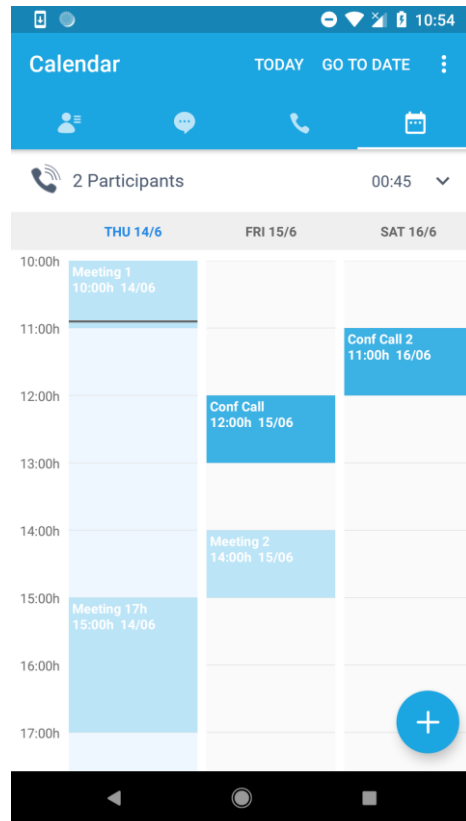 10:54
Calendar TODAY GO TO DATE
2 Participants 00:45
THU 14/6 FRI 15/6 SAT 16/6
10:00h
Meeting 1
10:00h 14/06
11:00h
Conf Call 2
11:00h 16/06
12:00h
Conf Call
12:00h 15/06
13:00h
14:00h
Meeting 2
14:00h 15/06
15:00h
Meeting 17h
15:00h 14/06
16:00h
17:00h